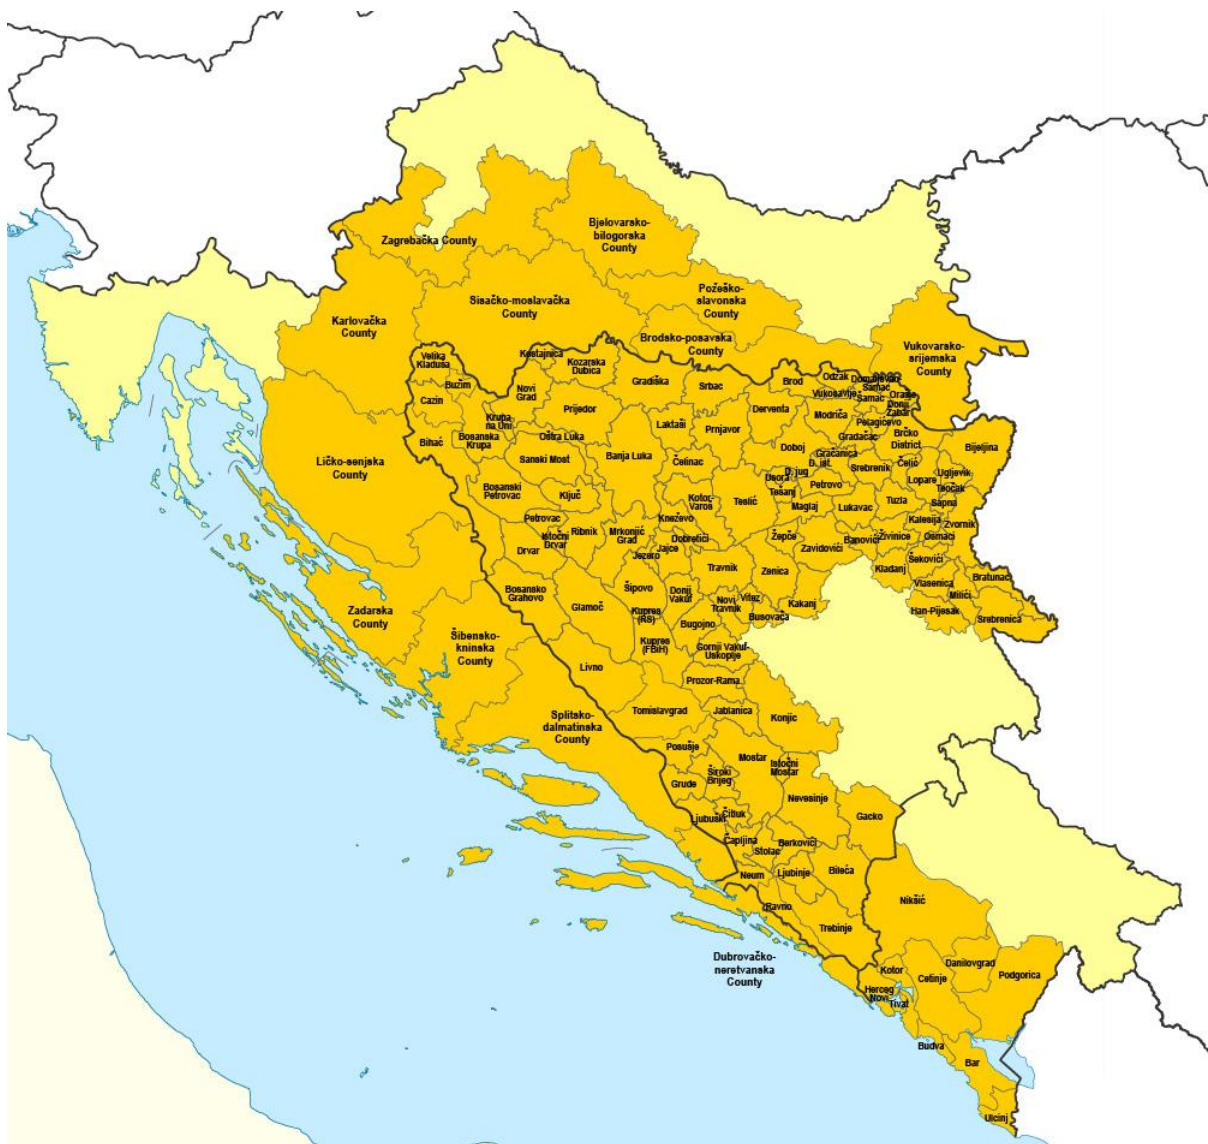 Bjelovarsko-
bilogorska
County
Zagrebačka County
Sisačko-moslavačka
County
Požeško-
slavonska
County
Karlovačka
County
Brodsko-posavska
County
Vukovarsko-
srijemska
County
Ličko-senjska
County
Zadarska
County
Šibensko-
kninska
County
Splitsko-
dalmatinska
County
Dubrovačko-
neretvanska
County
Velika
Kladuša
Bužim
Cazin
Bihać
Krupa
na Uni
Bosanska
Krupa
Kostajnica
Kozarska
Dubica
Novi
Grad
Prijedor
Oštra Luka
Sanski Most
Gradiška
Srbac
Laktaši
Prnjavor
Banja Luka
Čelinac
Brod
Odžak
Vukosavlje
Derventa
Modriča
Šamac
Orašje
Donji
Žabar
Pelagićevo
Gradačac
Brčko
District
Bijeljina
Doboj
Gračanica
D. ist.
D. jug
Usora
Tešanj
Petrovo
Srebrenik
Čelić
Lopare
Ugljevik
Teočak
Sapna
Maglaj
Lukavac
Tuzla
Kalesija
Zvornik
Osmaci
Živinice
Banovići
Teslić
Kotor-
Varoš
Kneževo
Dobretići
Bosanski
Petrovac
Ključ
Petrovac
Istočni
Drvar
Drvar
Ribnik
Mrkonjić
Grad
Jezero
Jajce
Žepče
Zavidovići
Kladanj
Šekovići
Vlasenica
Milići
Bratunac
Han-Pijesak
Srebrenica
Travnik
Zenica
Kakanj
Bosansko
Grahovo
Glamoč
Šipovo
Donji
Vakuf
Novi
Travnik
Vitez
Busovača
Kupres
(RS)
Bugojno
Kupres
(FBiH)
Gornji Vakuf-
Uskoplje
Livno
Prozor-Rama
Tomislavgrad
Jablanica
Konjic
Posušje
Mostar
Istočni
Mostar
Široki
Brijeg
Grude
Nevesinje
Gacko
Ljubuški
Čitluk
Čapljina
Stolac
Berkovići
Neum
Ljubinje
Bileća
Ravno
Trebinje
Nikšić
Danilovgrad
Podgorica
Kotor
Cetinje
Herceg
Novi
Tivat
Budva
Bar
Ulcinj